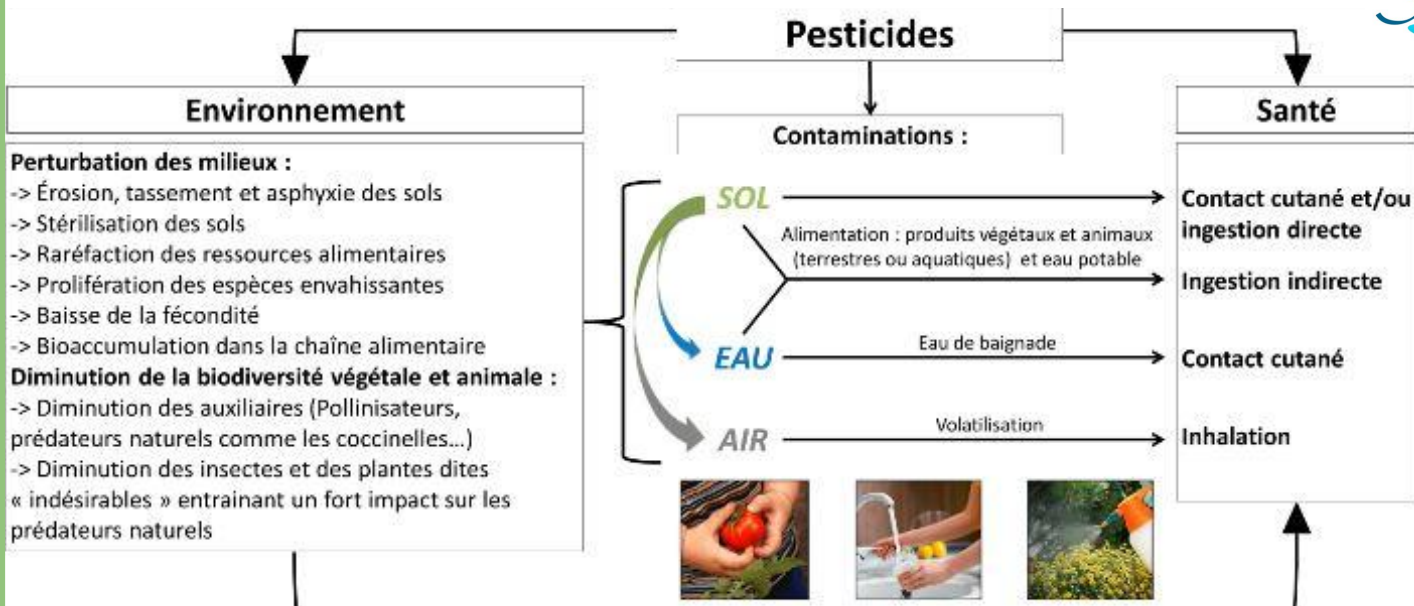 Pesticides
Environnement
Perturbation des milieux :
-> Érosion, tassement et asphyxie des sols
-> Stérilisation des sols
-> Raréfaction des ressources alimentaires
-> Prolifération des espèces envahissantes
-> Baisse de la fécondité
-> Bioaccumulation dans la chaîne alimentaire
Diminution de la biodiversité végétale et animale :
-> Diminution des auxiliaires (Pollinisateurs,
prédateurs naturels comme les coccinelles...)
-> Diminution des insectes et des plantes dites
« indésirables » entrainant un fort impact sur les
prédateurs naturels
Contaminations :
SOL
Alimentation : produits végétaux et animaux
(terrestres ou aquatiques) et eau potable
EAU
Eau de baignade
AIR
Volatilisation
Santé
Contact cutané et/ou
ingestion directe
Ingestion indirecte
Contact cutané
Inhalation